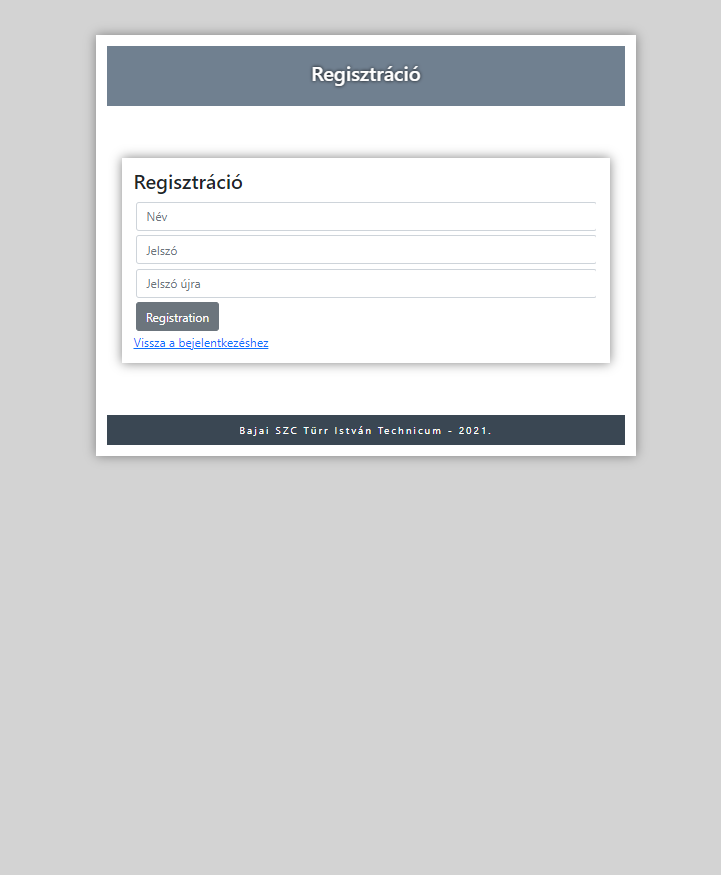 Regisztráció
Regisztráció
Név
Jelszó
Jelszó újra
Registration
Vissza a bejelentkezéshez
Bajai SZC Türr István Technicum - 2021.